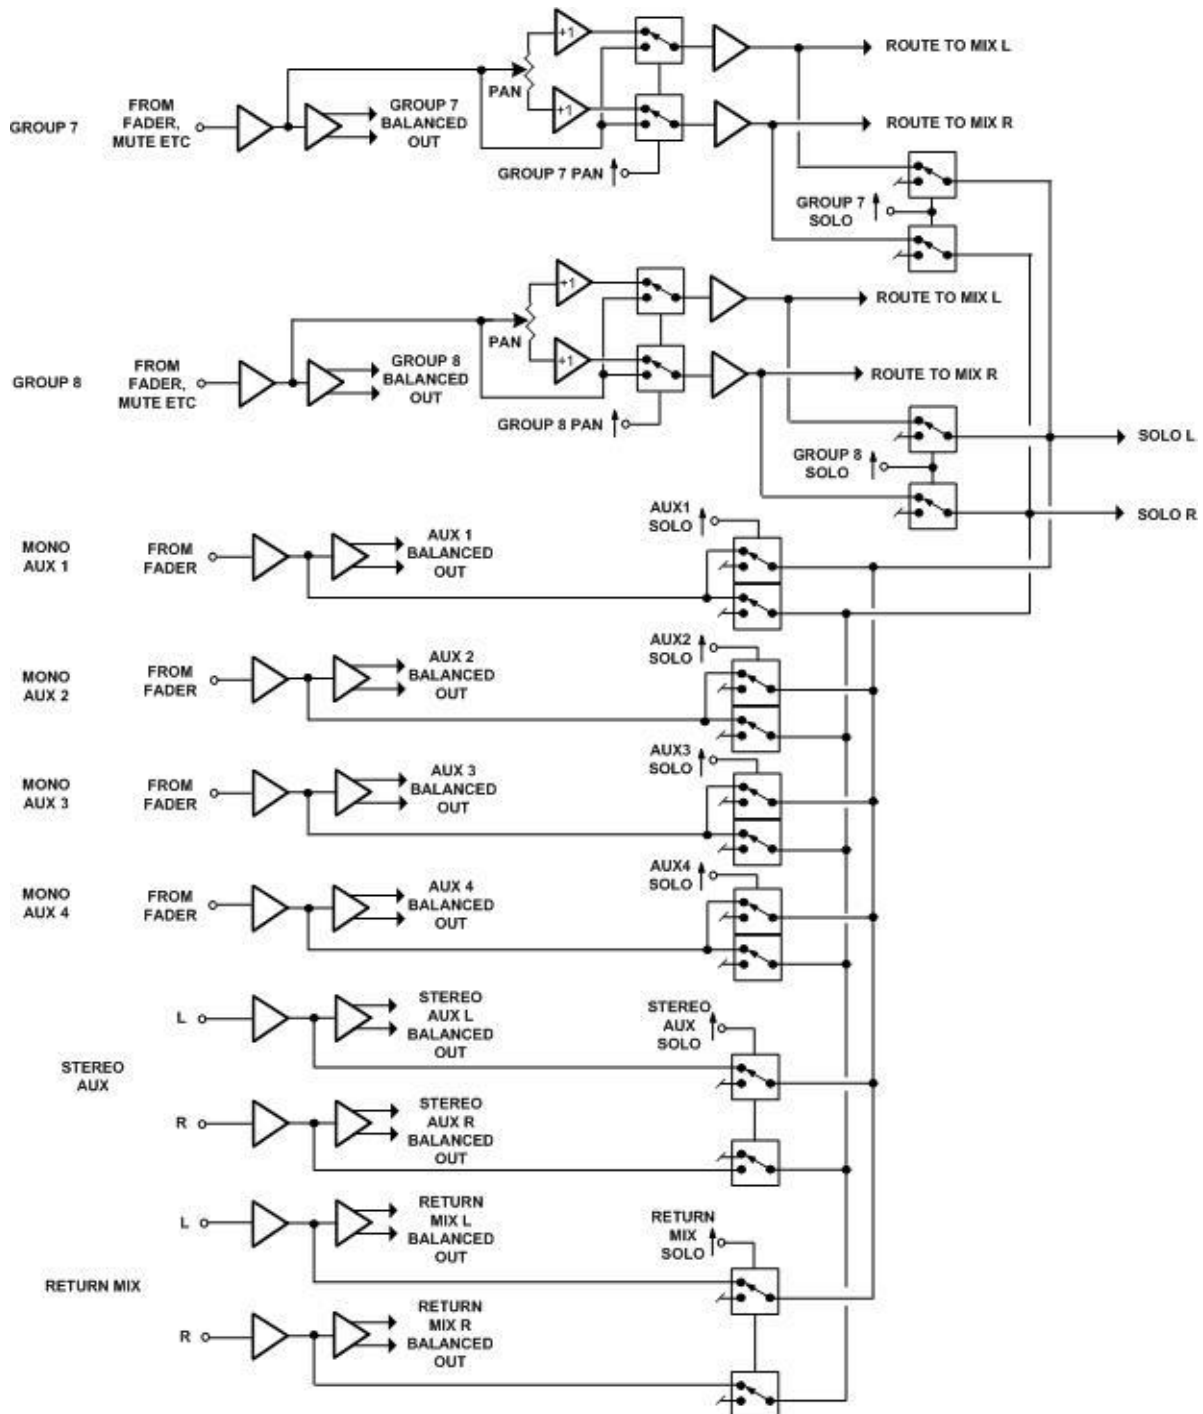 +1
ROUTE TO MIX L
PAN
+1
GROUP 7
FROM
FADER,
MUTE ETC
GROUP 7
BALANCED
OUT
ROUTE TO MIX R
GROUP 7 PAN
GROUP 7
SOLO
+1
ROUTE TO MIX L
PAN
+1
GROUP 8
FROM
FADER,
MUTE ETC
GROUP 8
BALANCED
OUT
ROUTE TO MIX R
GROUP 8 PAN
GROUP 8
SOLO
SOLO L
SOLO R
MONO
AUX 1
FROM
FADER
AUX 1
BALANCED
OUT
AUX1
SOLO
MONO
AUX 2
FROM
FADER
AUX 2
BALANCED
OUT
AUX2
SOLO
MONO
AUX 3
FROM
FADER
AUX 3
BALANCED
OUT
AUX3
SOLO
MONO
AUX 4
FROM
FADER
AUX 4
BALANCED
OUT
AUX4
SOLO
STEREO
AUX
L
STEREO
AUX L
BALANCED
OUT
STEREO
AUX
SOLO
R
STEREO
AUX R
BALANCED
OUT
RETURN MIX
L
RETURN
MIX L
BALANCED
OUT
RETURN
MIX
SOLO
R
RETURN
MIX R
BALANCED
OUT